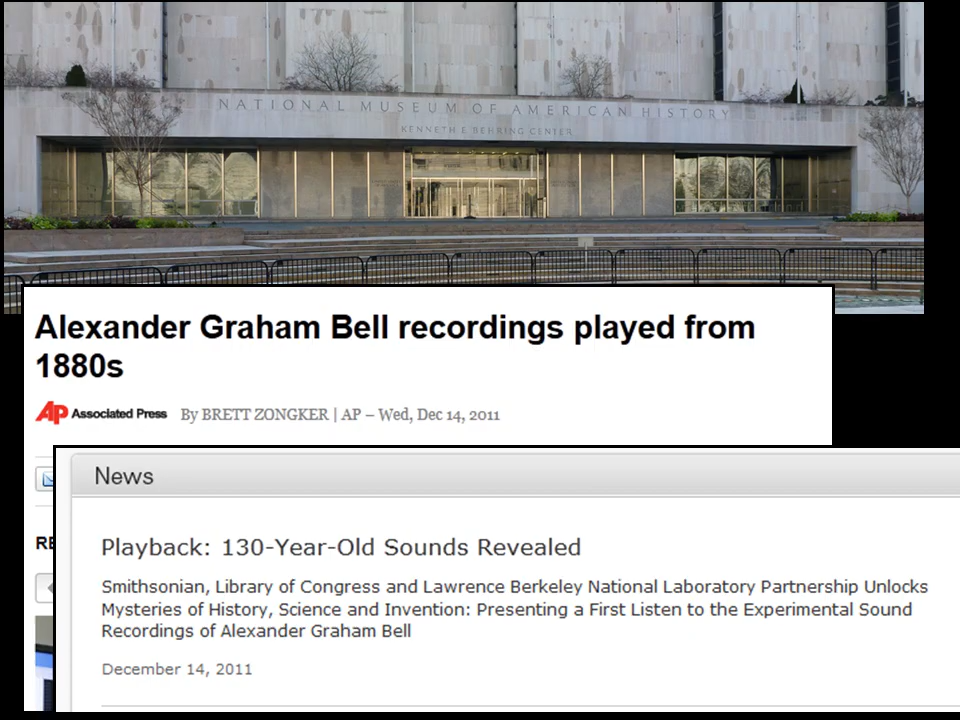 NATIONAL MUSEUM OF AMERICAN HISTORY
KENNETH E. BEHRING CENTER
Alexander Graham Bell recordings played from
1880s
AP Associated Press By BRETT ZONGKER | AP – Wed, Dec 14, 2011
News
Playback: 130-Year-Old Sounds Revealed
Smithsonian, Library of Congress and Lawrence Berkeley National Laboratory Partnership Unlocks
Mysteries of History, Science and Invention: Presenting a First Listen to the Experimental Sound
Recordings of Alexander Graham Bell
December 14, 2011